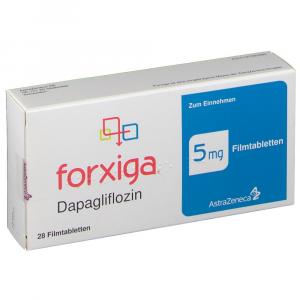 forxiga
Dapagliflozin
28 Filmtabletten
Zum Einnehmen
5 mg
Filmtabletten
AstraZeneca